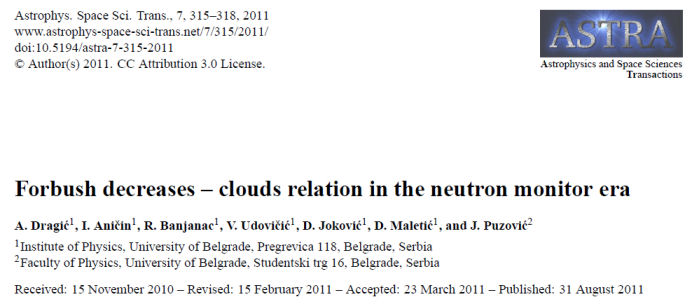 Astrophys. Space Sci. Trans., 7, 315–318, 2011
www.astrophys-space-sci-trans.net/7/315/2011/
doi:10.5194/astra-7-315-2011
© Author(s) 2011. CC Attribution 3.0 License.
ASTRA
Astrophysics and Space Sciences
Transactions
Forbush decreases – clouds relation in the neutron monitor era
A. Dragić1, I. Aničin1, R. Banjanac1, V. Udovičić1, D. Joković1, D. Maletić1, and J. Puzović2
1Institute of Physics, University of Belgrade, Pregrevica 118, Belgrade, Serbia
2Faculty of Physics, University of Belgrade, Studentski trg 16, Belgrade, Serbia
Received: 15 November 2010 – Revised: 15 February 2011 – Accepted: 23 March 2011 – Published: 31 August 2011